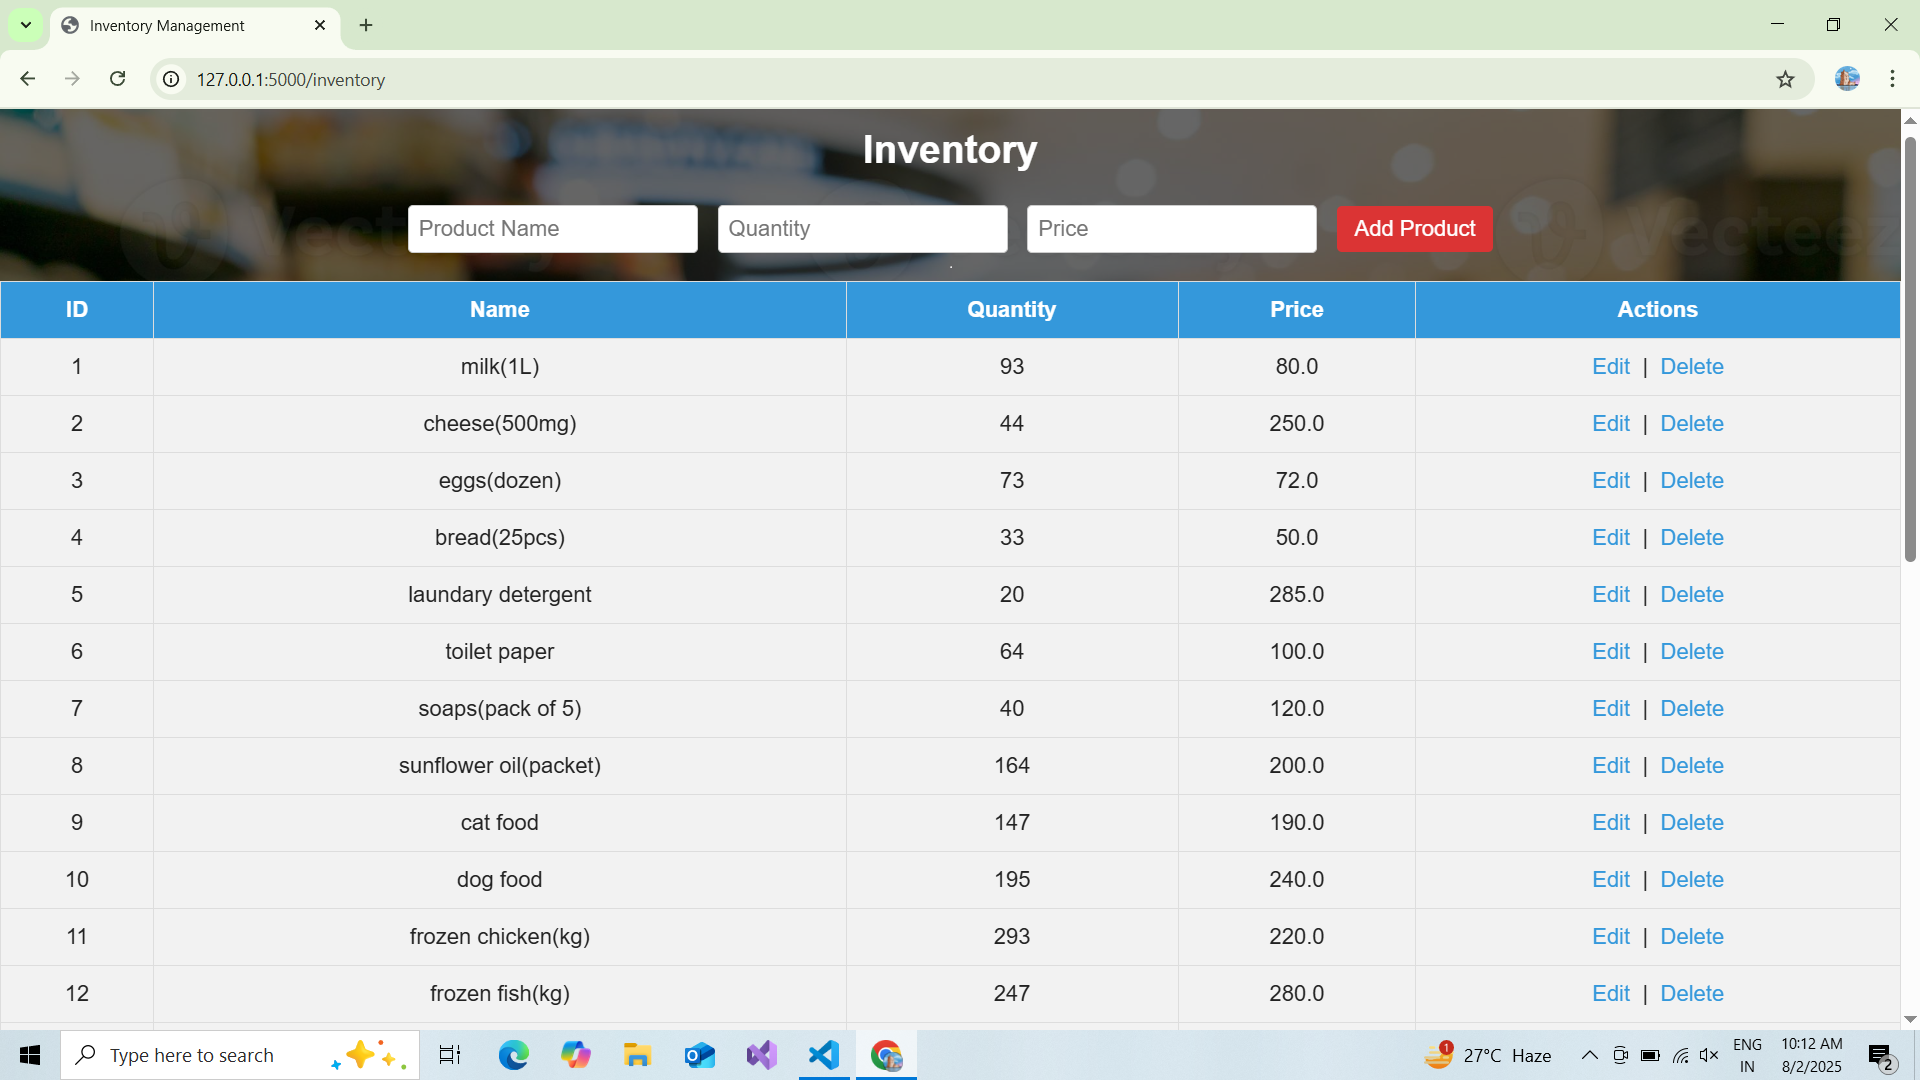 Inventory Management
127.0.0.1:5000/inventory
Inventory
Product Name Quantity Price Add Product
ID Name Quantity Price Actions
1 milk(1L) 93 80.0 Edit | Delete
2 cheese(500mg) 44 250.0 Edit | Delete
3 eggs(dozen) 73 72.0 Edit | Delete
4 bread(25pcs) 33 50.0 Edit | Delete
5 laundary detergent 20 285.0 Edit | Delete
6 toilet paper 64 100.0 Edit | Delete
7 soaps(pack of 5) 40 120.0 Edit | Delete
8 sunflower oil(packet) 164 200.0 Edit | Delete
9 cat food 147 190.0 Edit | Delete
10 dog food 195 240.0 Edit | Delete
11 frozen chicken(kg) 293 220.0 Edit | Delete
12 frozen fish(kg) 247 280.0 Edit | Delete
Type here to search 1 27°C Haze ENG 10:12 AM
IN 8/2/2025 2